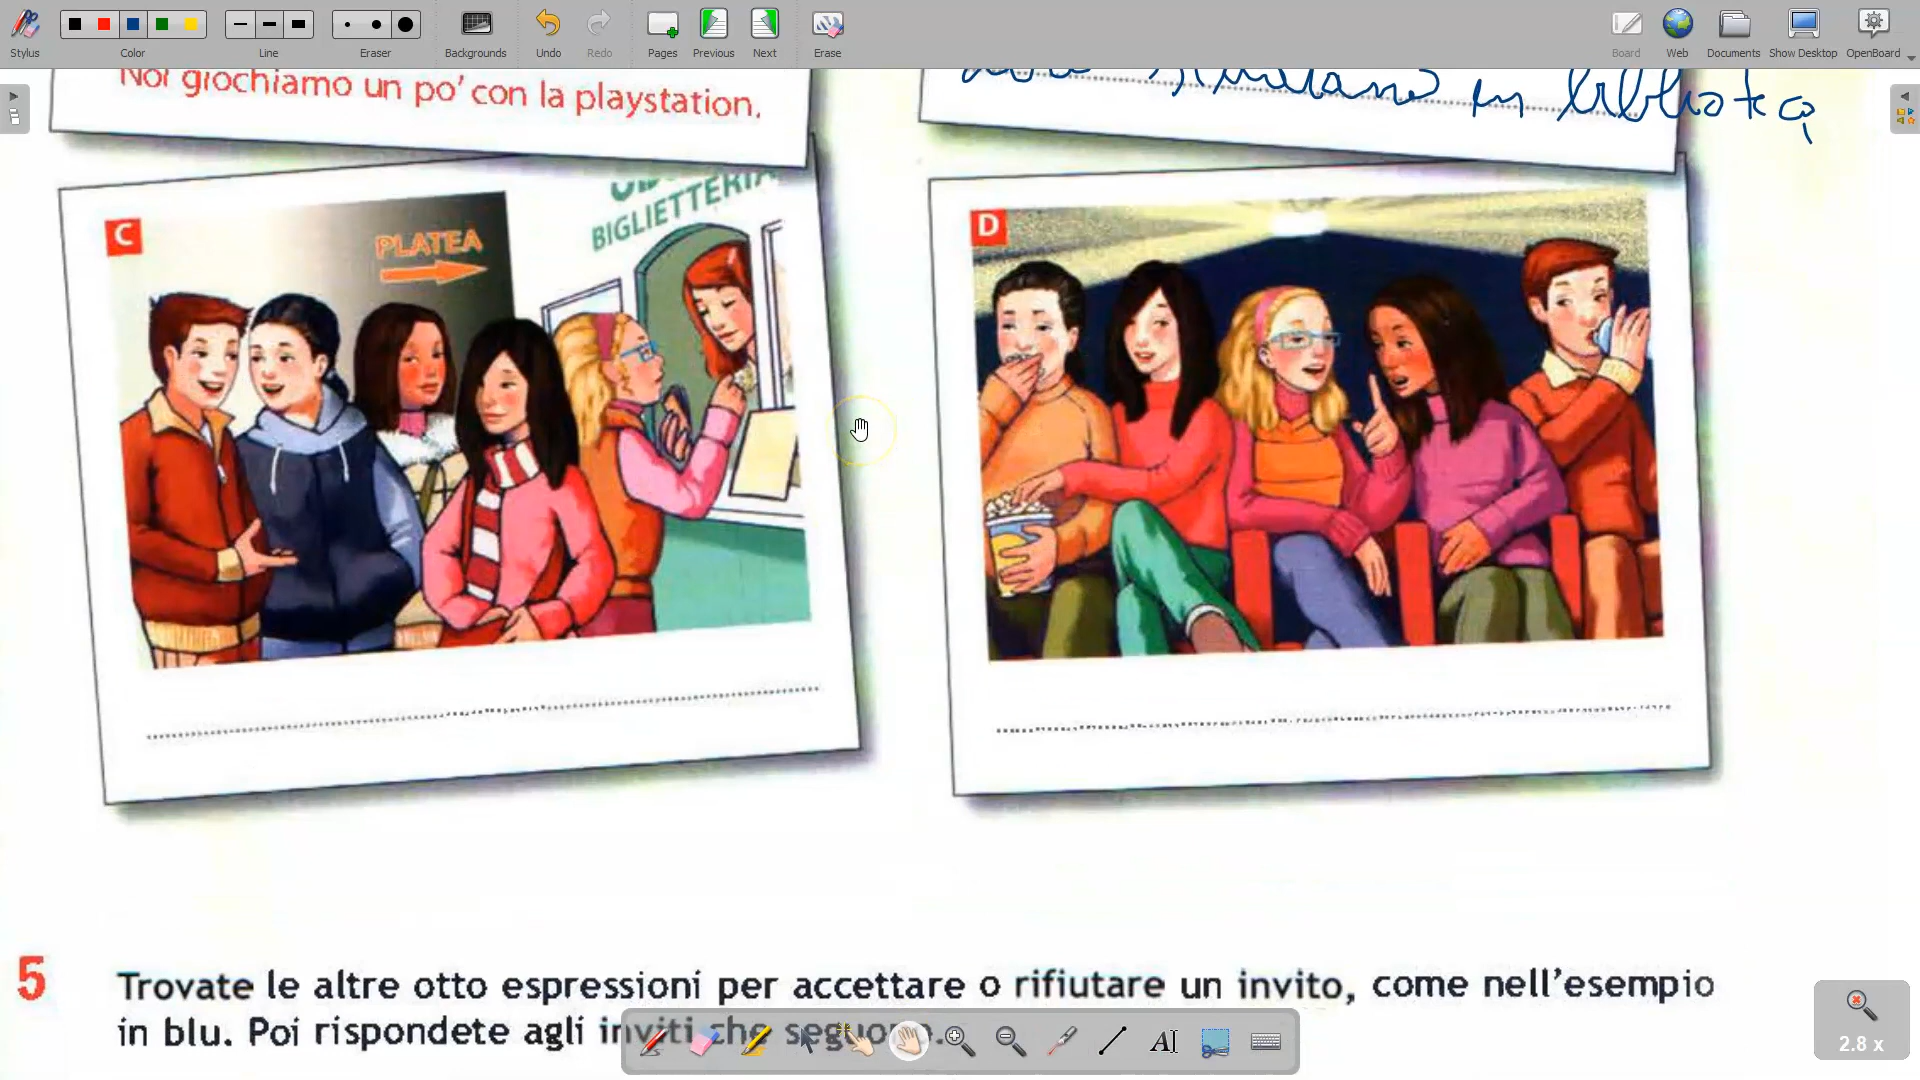 Stylus
Color
Line
Eraser
Backgrounds
Undo
Redo
Pages
Previous
Next
Erase
Board
Web
Documents
Show Desktop
OpenBoard
Noi giochiamo un po' con la playstation.
in biblioteca
C
PLATEA
BIGLIETTERIA
D
5
Trovate le altre otto espressioni per accettare o rifiutare un invito, come nell'esempio
in blu. Poi rispondete agli inviti che seguono.
2.8 x